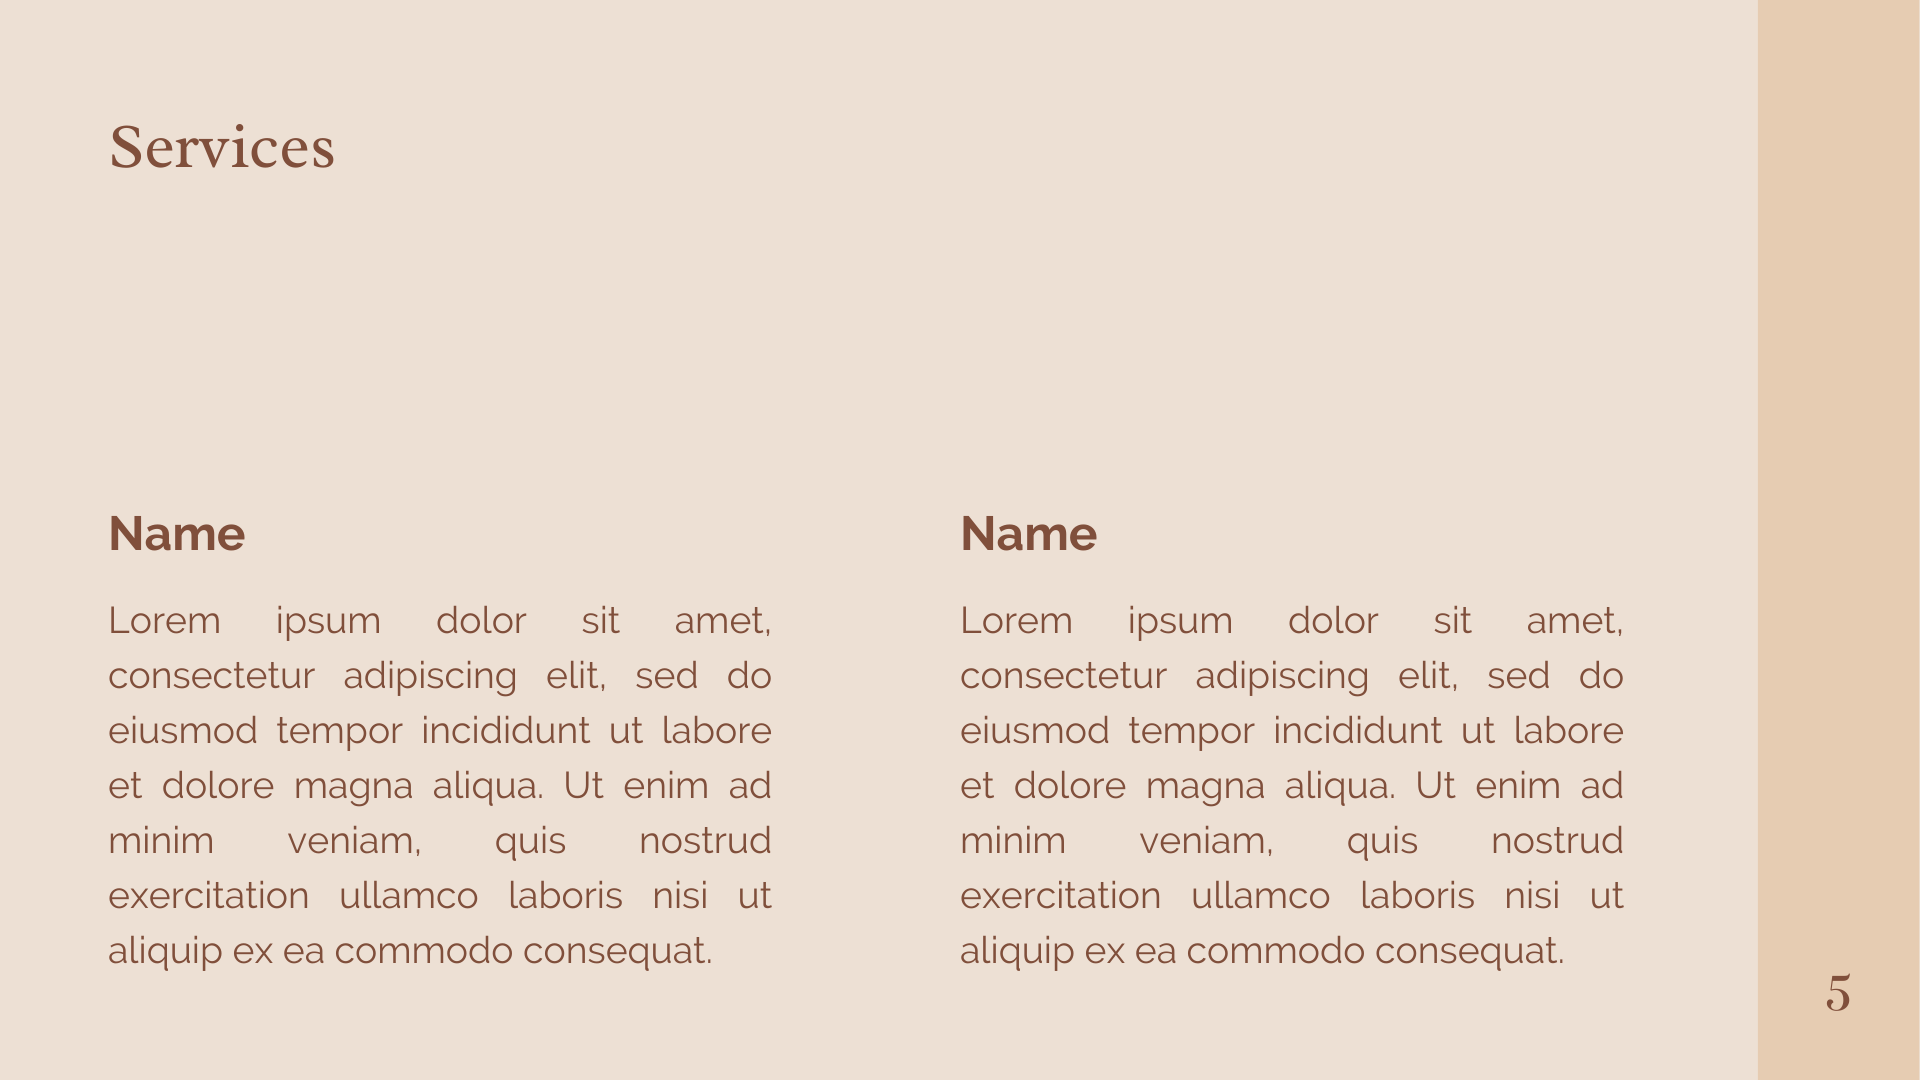 Services
Name
Lorem ipsum dolor sit amet,
consectetur adipiscing elit, sed do
eiusmod tempor incididunt ut labore
et dolore magna aliqua. Ut enim ad
minim veniam, quis nostrud
exercitation ullamco laboris nisi ut
aliquip ex ea commodo consequat.
Name
Lorem ipsum dolor sit amet,
consectetur adipiscing elit, sed do
eiusmod tempor incididunt ut labore
et dolore magna aliqua. Ut enim ad
minim veniam, quis nostrud
exercitation ullamco laboris nisi ut
aliquip ex ea commodo consequat.
5